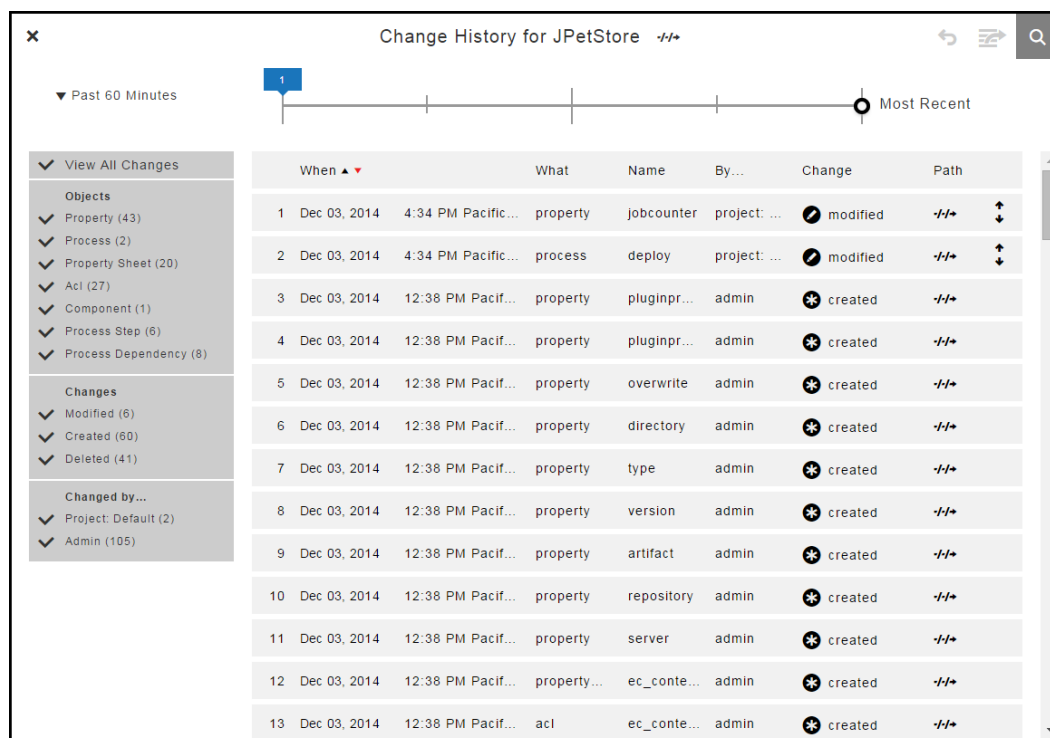 Change History for JPetStore
Past 60 Minutes
1
Most Recent
View All Changes
Objects
Property (43)
Process (2)
Property Sheet (20)
Acl (27)
Component (1)
Process Step (6)
Process Dependency (8)
Changes
Modified (6)
Created (60)
Deleted (41)
Changed by...
Project: Default (2)
Admin (105)
When What Name By... Change Path
1 Dec 03, 2014 4:34 PM Pacific... property jobcounter project: ... modified
2 Dec 03, 2014 4:34 PM Pacific... process deploy project: ... modified
3 Dec 03, 2014 12:38 PM Pacif... property pluginpr... admin created
4 Dec 03, 2014 12:38 PM Pacif... property pluginpr... admin created
5 Dec 03, 2014 12:38 PM Pacif... property overwrite admin created
6 Dec 03, 2014 12:38 PM Pacif... property directory admin created
7 Dec 03, 2014 12:38 PM Pacif... property type admin created
8 Dec 03, 2014 12:38 PM Pacif... property version admin created
9 Dec 03, 2014 12:38 PM Pacif... property artifact admin created
10 Dec 03, 2014 12:38 PM Pacif... property repository admin created
11 Dec 03, 2014 12:38 PM Pacif... property server admin created
12 Dec 03, 2014 12:38 PM Pacif... property... ec_conte... admin created
13 Dec 03, 2014 12:38 PM Pacif... acl ec_conte... admin created